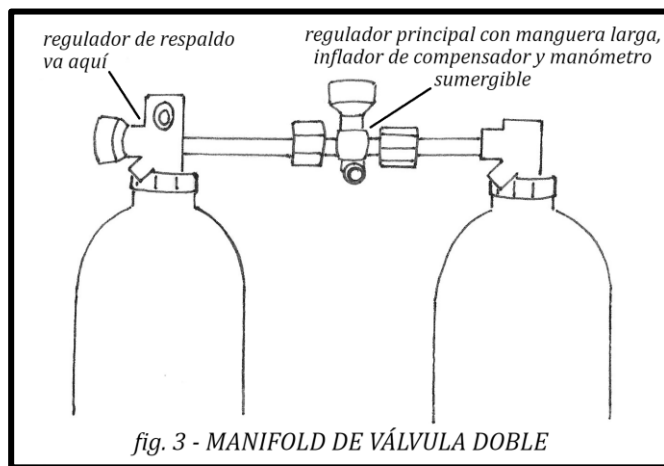 regulador de respaldo
va aquí
regulador principal con manguera larga,
inflador de compensador y manómetro
sumergible
fig. 3 - MANIFOLD DE VÁLVULA DOBLE